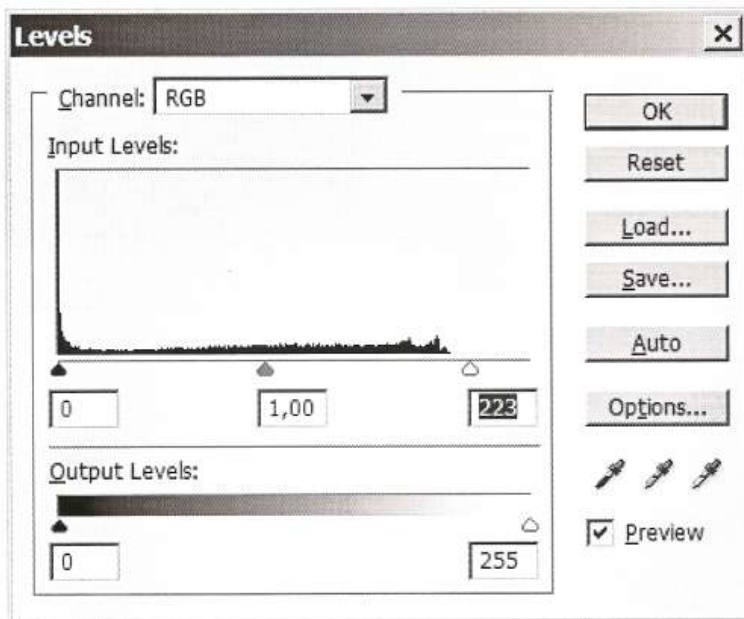 Levels
Channel: RGB
Input Levels:
0 1,00 223
Output Levels:
0 255
OK
Reset
Load...
Save...
Auto
Options...
Preview